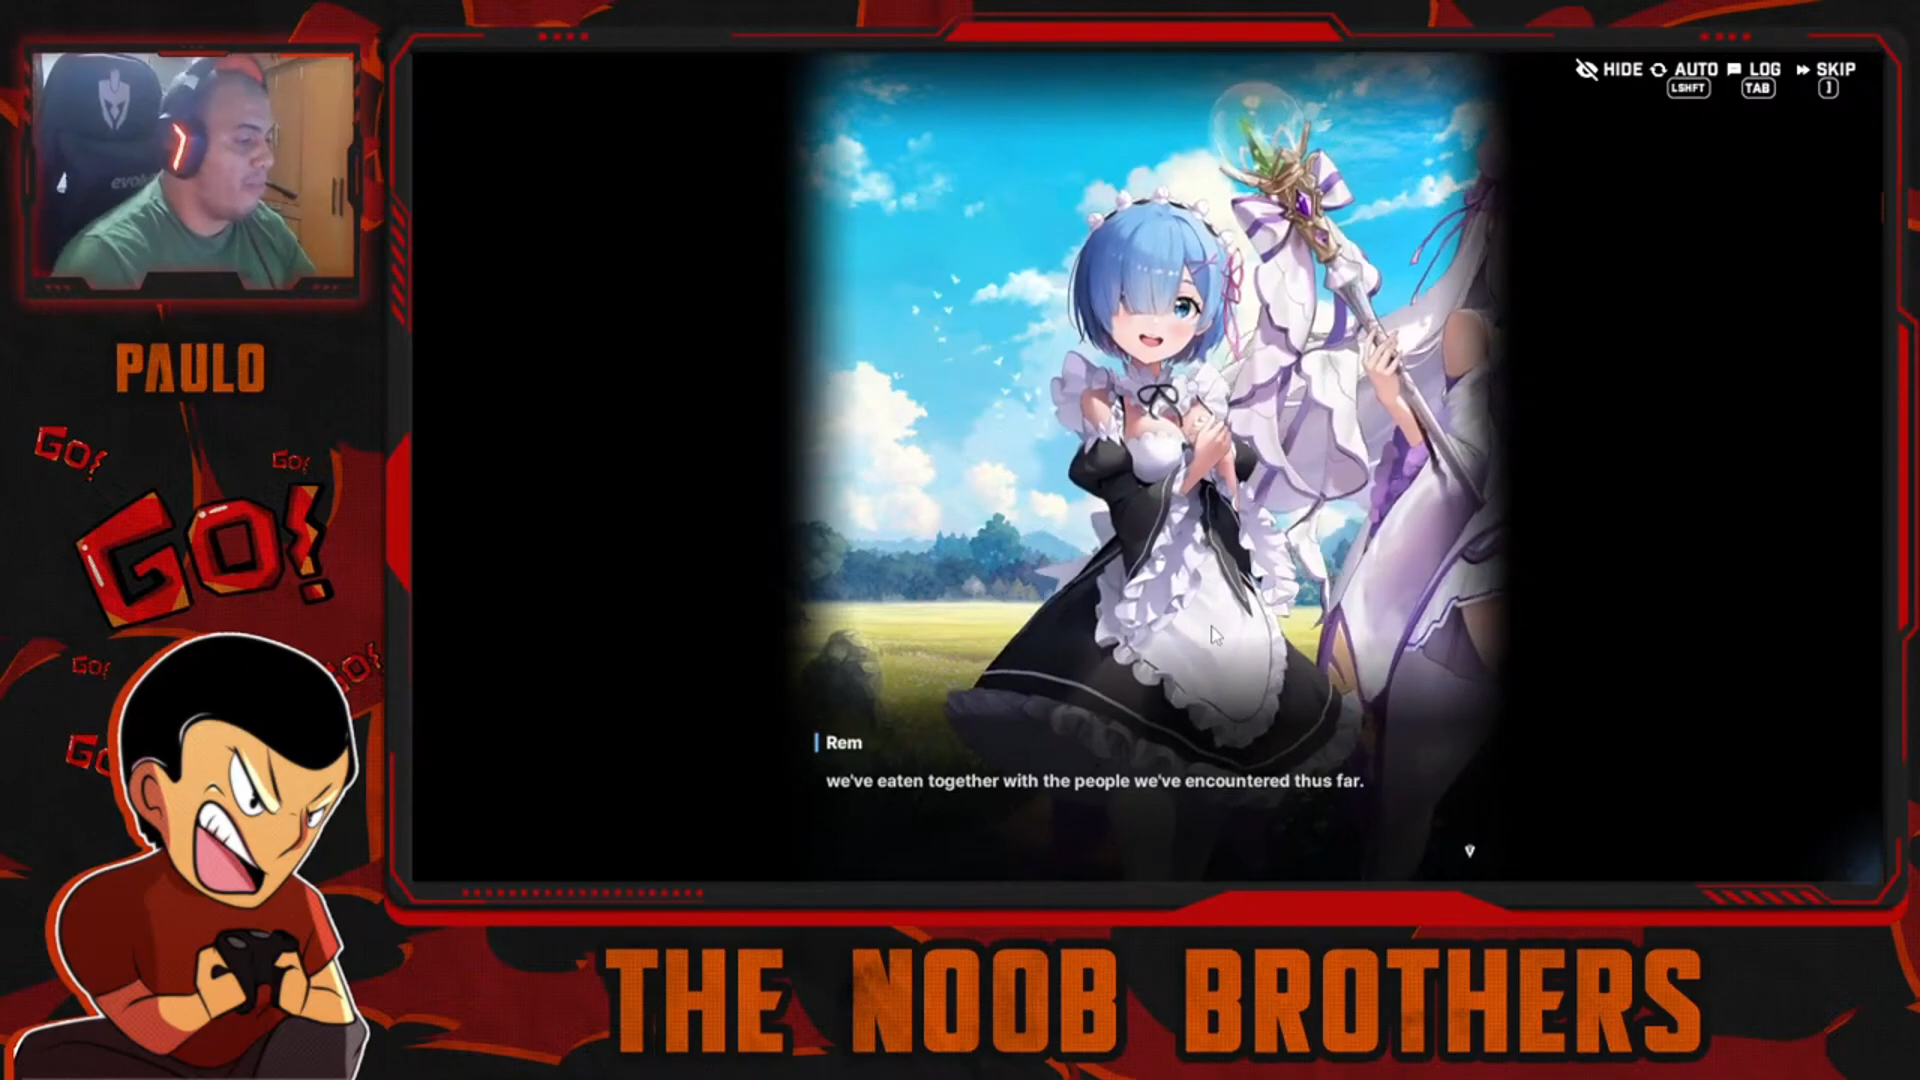 HIDE AUTO LOG SKIP
LSHFT TAB ]
PAULO
GO!
GO!
GO!
GO!
GO!
Rem
we've eaten together with the people we've encountered thus far.
THE NOOB BROTHERS